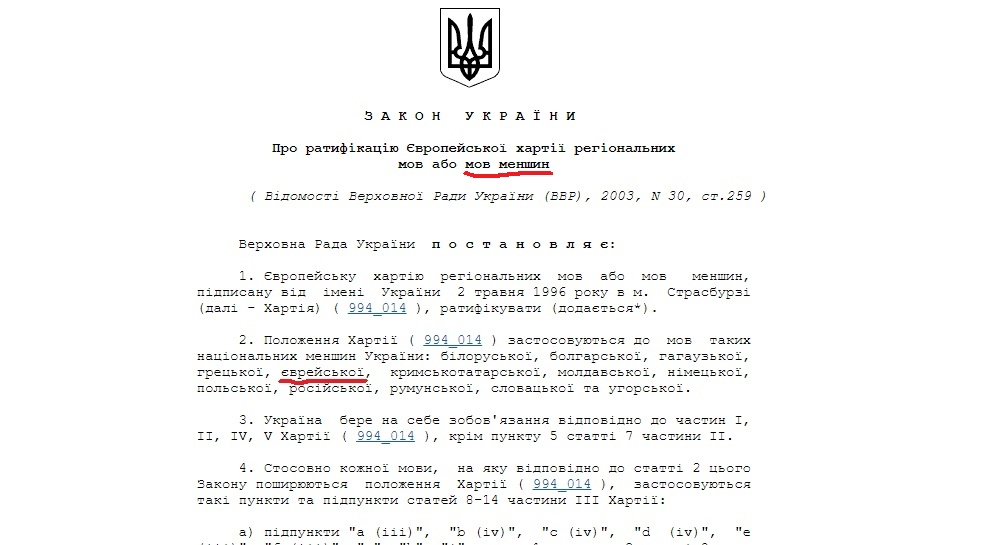 З А К О Н   У К Р А Ї Н И
Про ратифікацію Європейської хартії регіональних
мов або мов меншин
( Відомості Верховної Ради України (ВВР), 2003, N 30, ст.259 )
Верховна Рада України п о с т а н о в л я є:
1. Європейську хартію регіональних мов або мов меншин,
підписану від імені України 2 травня 1996 року в м. Страсбурзі
(далі - Хартія) ( 994_014 ), ратифікувати (додається*).
2. Положення Хартії ( 994_014 ) застосовуються до мов таких
національних меншин України: білоруської, болгарської, гагаузької,
грецької, єврейської, кримськотатарської, молдавської, німецької,
польської, російської, румунської, словацької та угорської.
3. Україна бере на себе зобов'язання відповідно до частин I,
II, IV, V Хартії ( 994_014 ), крім пункту 5 статті 7 частини II.
4. Стосовно кожної мови, на яку відповідно до статті 2 цього
Закону поширюються положення Хартії ( 994_014 ), застосовуються
такі пункти та підпункти статей 8-14 частини III Хартії:
а) підпункти "a (iii)", "b (iv)", "c (iv)", "d (iv)", "e